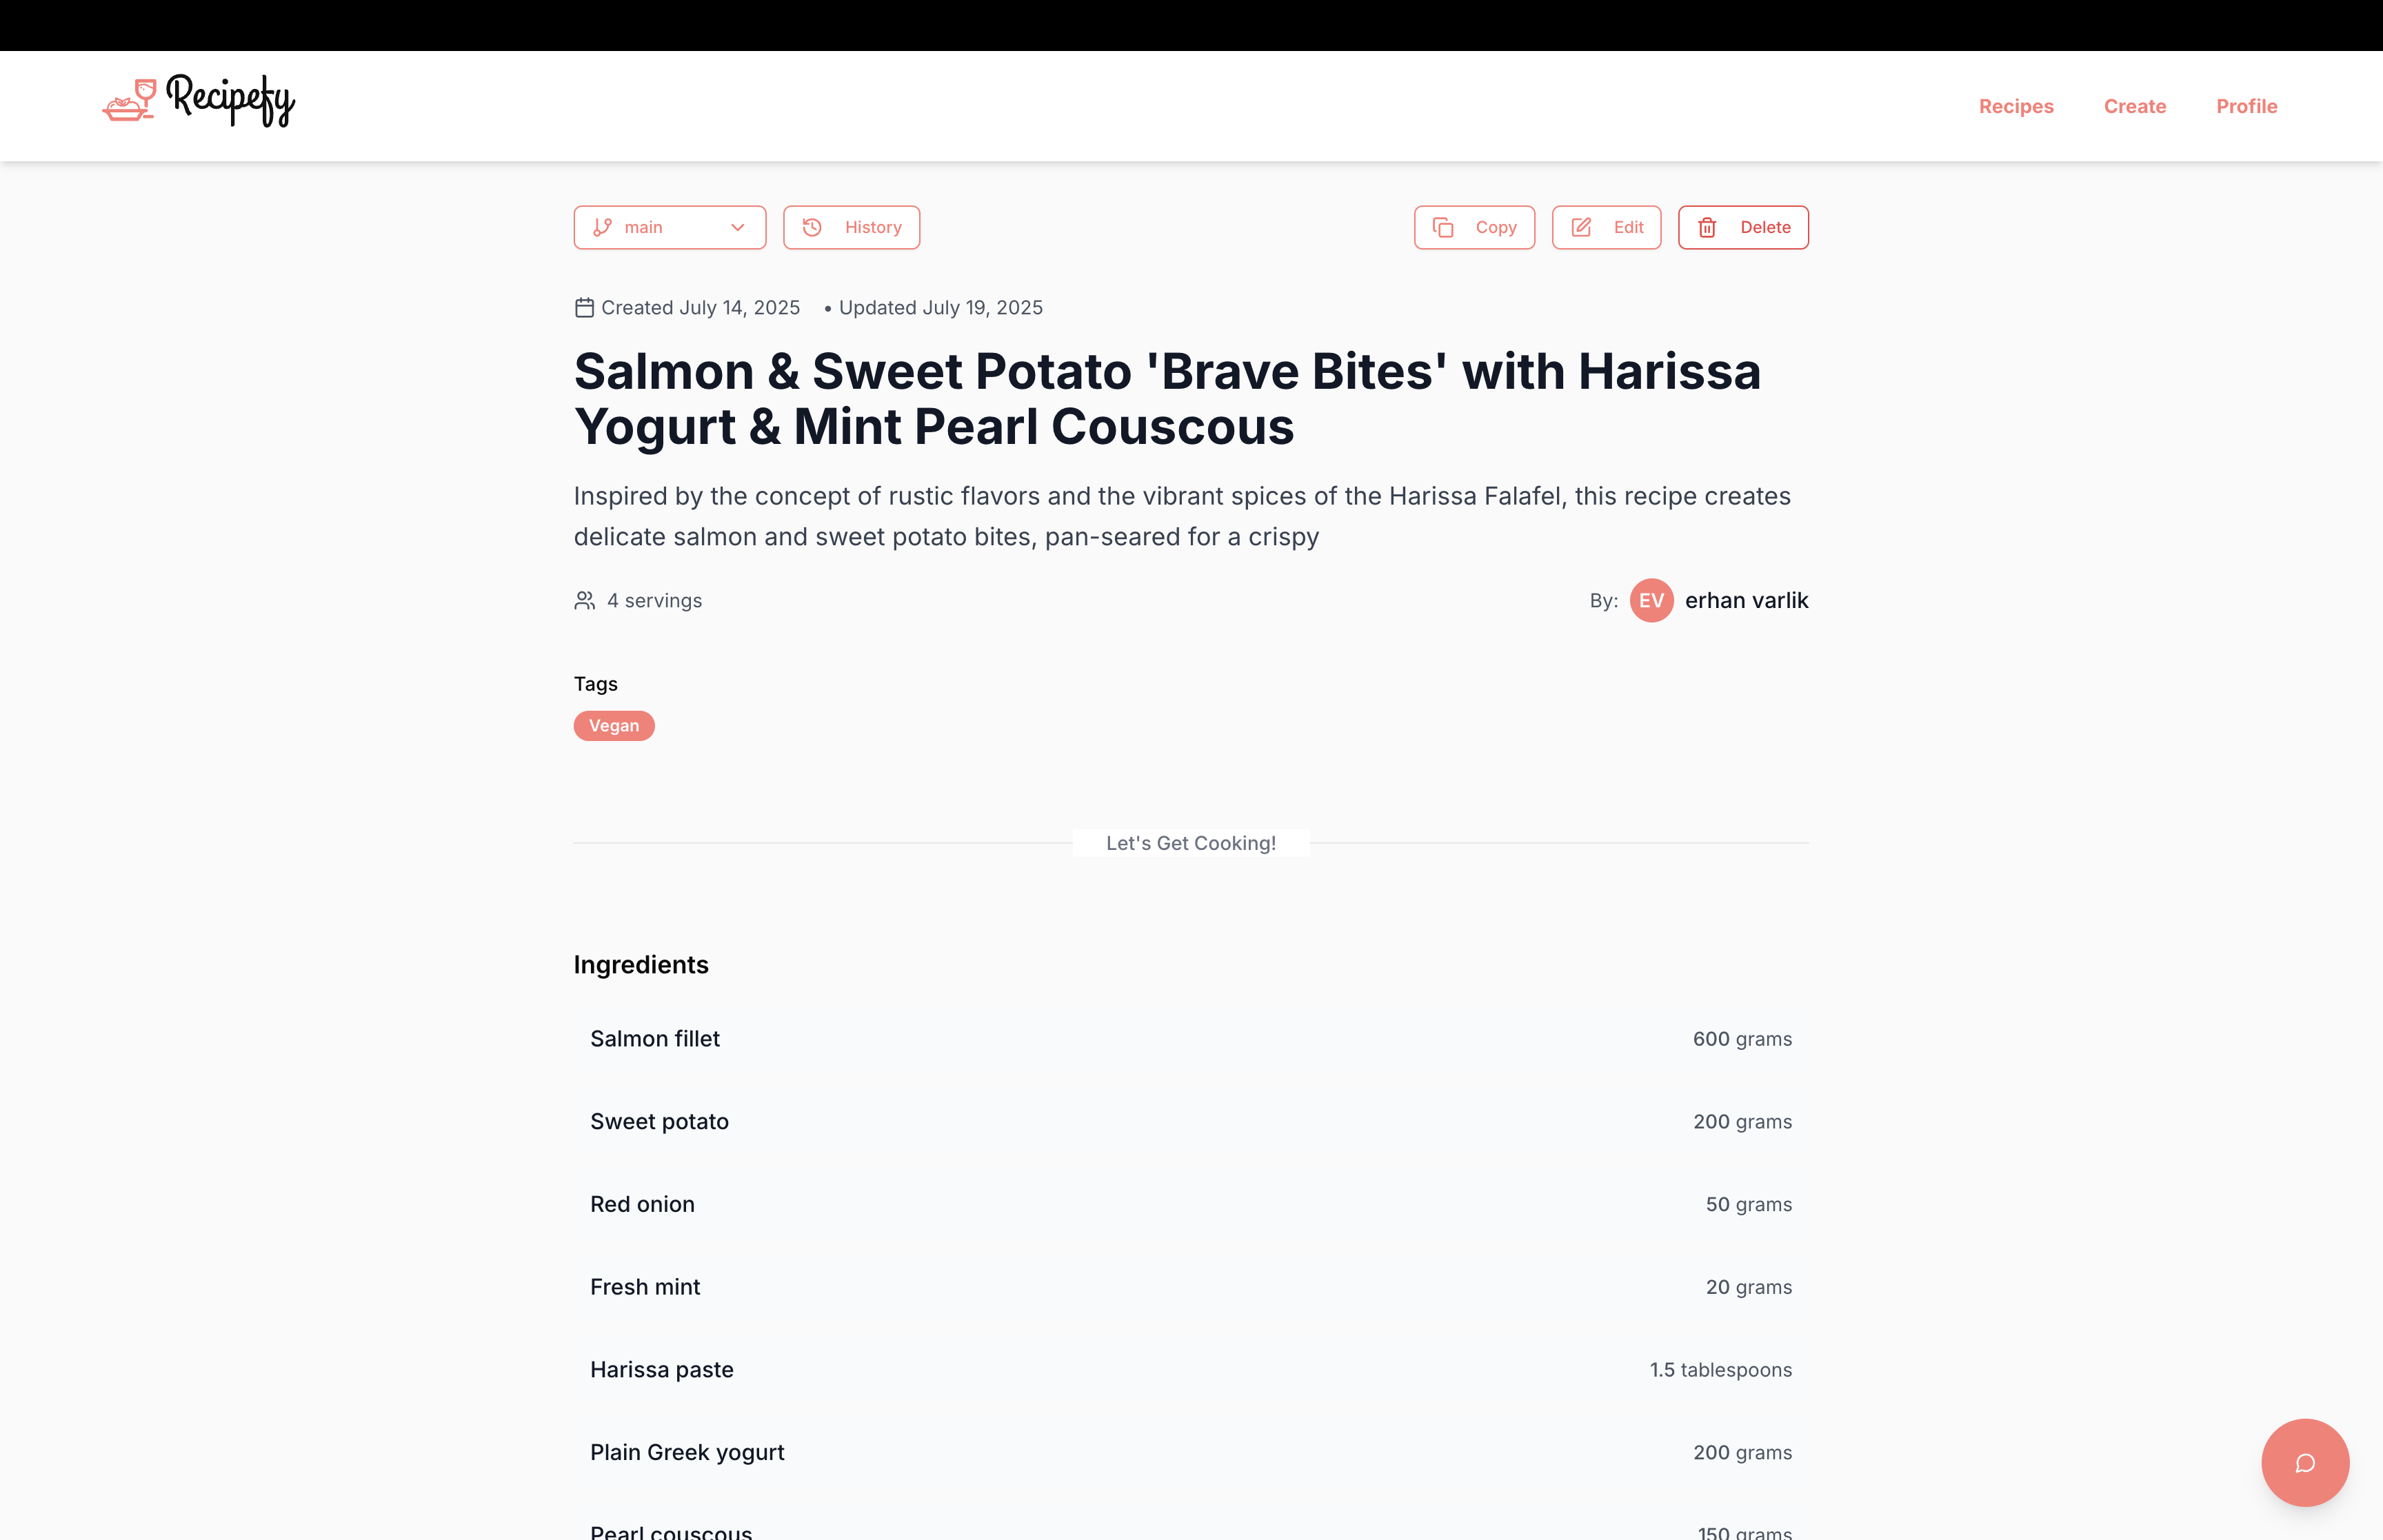 Recipefy
Recipes Create Profile
main History Copy Edit Delete
Created July 14, 2025 • Updated July 19, 2025
Salmon & Sweet Potato 'Brave Bites' with Harissa
Yogurt & Mint Pearl Couscous
Inspired by the concept of rustic flavors and the vibrant spices of the Harissa Falafel, this recipe creates
delicate salmon and sweet potato bites, pan-seared for a crispy
4 servings By: EV erhan varlik
Tags
Vegan
Let's Get Cooking!
Ingredients
Salmon fillet 600 grams
Sweet potato 200 grams
Red onion 50 grams
Fresh mint 20 grams
Harissa paste 1.5 tablespoons
Plain Greek yogurt 200 grams
Pearl couscous 150 grams